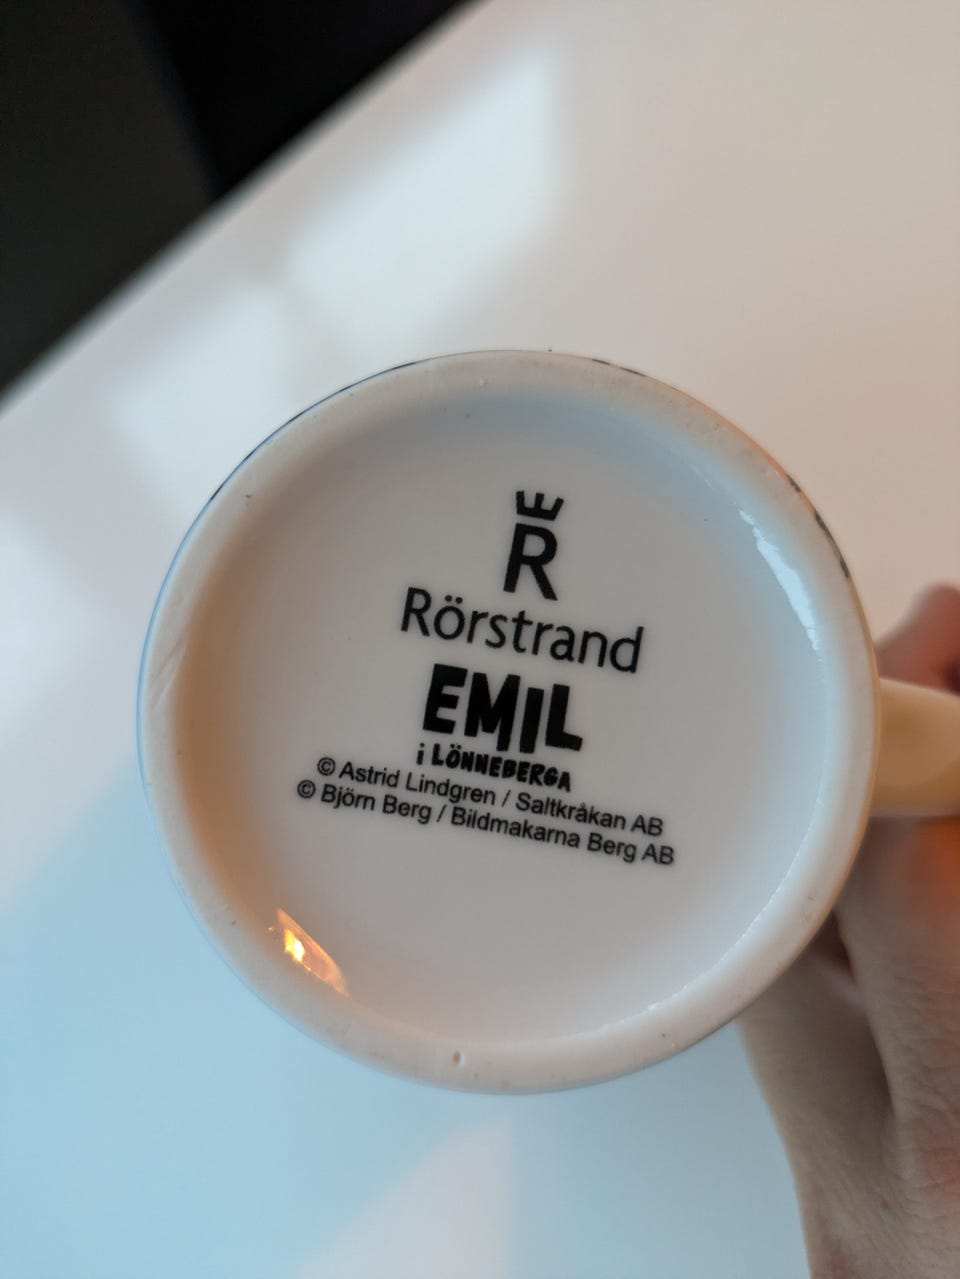 R
Rörstrand
EMIL
i LÖNNEBERGA
© Astrid Lindgren / Saltkråkan AB
© Björn Berg / Bildmakarna Berg AB